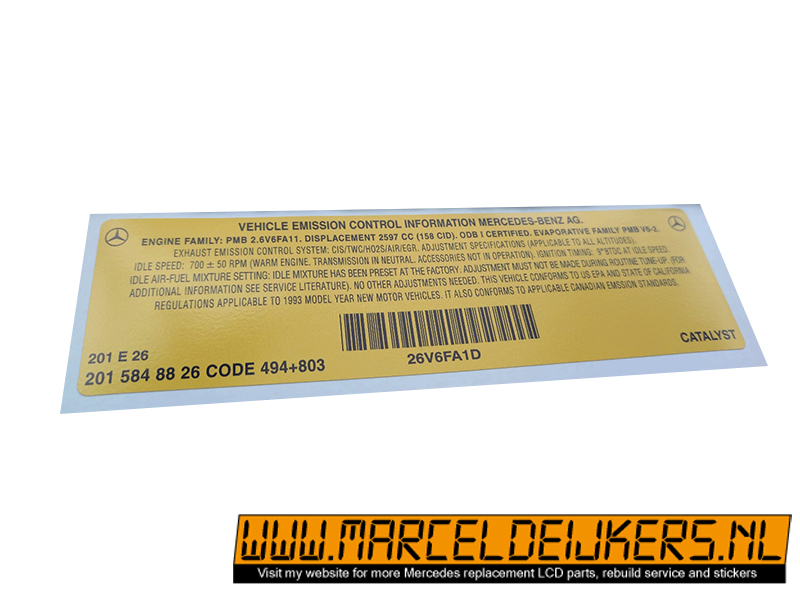 VEHICLE EMISSION CONTROL INFORMATION MERCEDES-BENZ AG.
ENGINE FAMILY: PMB 2.6V6FA11. DISPLACEMENT 2597 CC (158 CID). ODB I CERTIFIED. EVAPORATIVE FAMILY PMB V6-2.
EXHAUST EMISSION CONTROL SYSTEM: CIS/TWC/HO2S/AIR/EGR. ADJUSTMENT SPECIFICATIONS (APPLICABLE TO ALL ALTITUDES).
IDLE SPEED: 700 ± 50 RPM (WARM ENGINE. TRANSMISSION IN NEUTRAL. ACCESSORIES NOT IN OPERATION). IGNITION TIMING: 9°BTDC AT IDLE SPEED.
IDLE AIR-FUEL MIXTURE SETTING: IDLE MIXTURE HAS BEEN PRESET AT THE FACTORY. ADJUSTMENT MUST NOT BE MADE DURING ROUTINE TUNE-UP. (FOR
ADDITIONAL INFORMATION SEE SERVICE LITERATURE). NO OTHER ADJUSTMENTS NEEDED. THIS VEHICLE CONFORMS TO US EPA AND STATE OF CALIFORNIA
REGULATIONS APPLICABLE TO 1993 MODEL YEAR NEW MOTOR VEHICLES. IT ALSO CONFORMS TO APPLICABLE CANADIAN EMISSION STANDARDS.
201 E 26
201 584 88 26 CODE 494+803
26V6FA1D
CATALYST
WWW.MARCELDEIJKERS.NL
Visit my website for more Mercedes replacement LCD parts, rebuild service and stickers